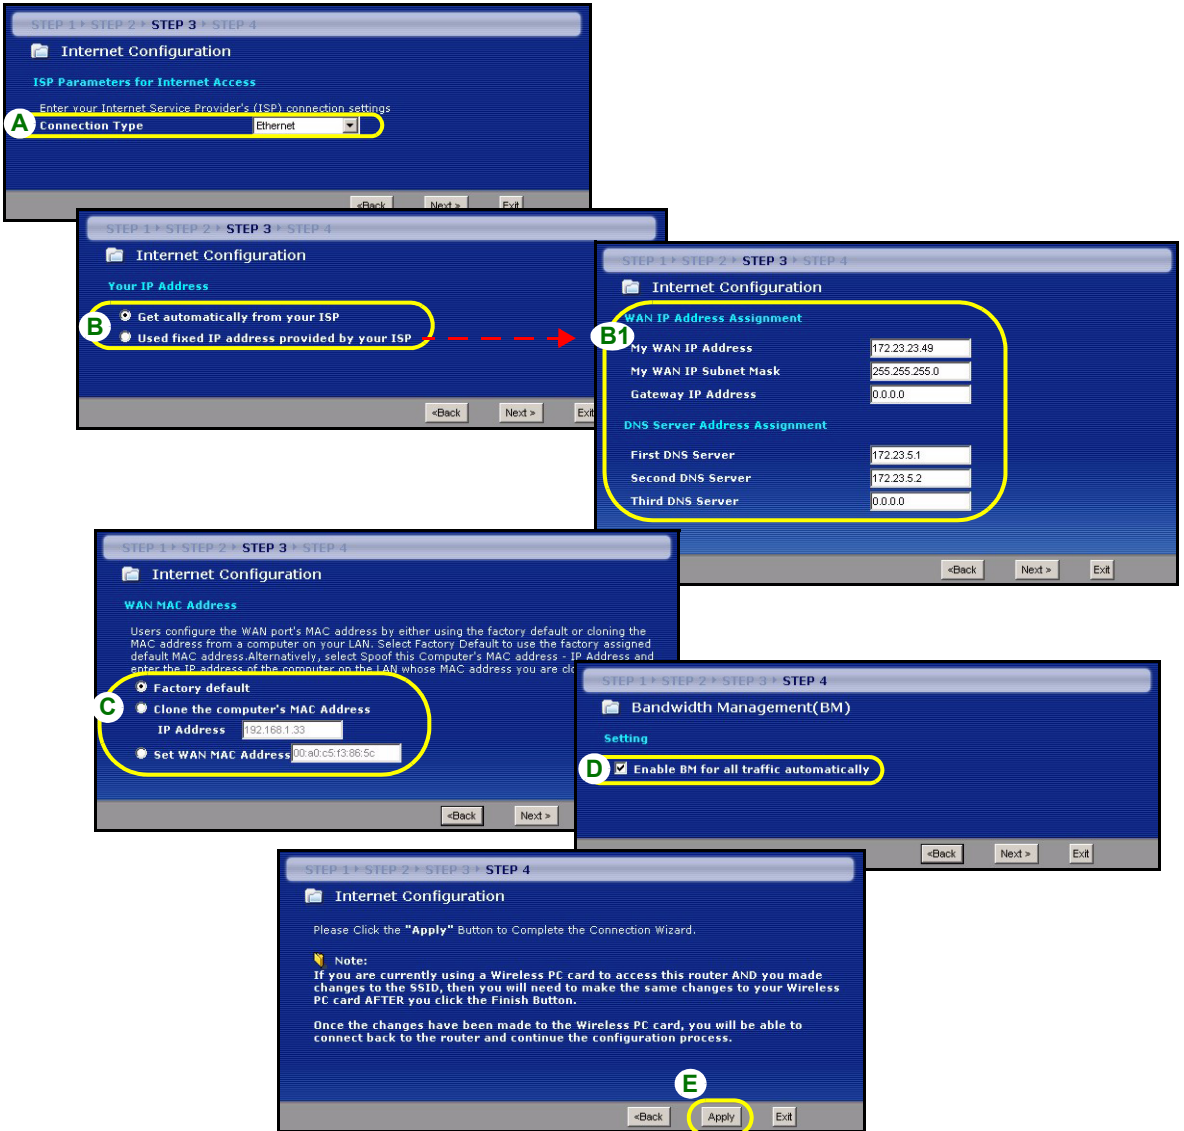 STEP 1 ▸ STEP 2 ▸ STEP 3 ▸ STEP 4
Internet Configuration
ISP Parameters for Internet Access
Enter your Internet Service Provider's (ISP) connection settings
A Connection Type Ethernet
<Back Next > Exit
STEP 1 ▸ STEP 2 ▸ STEP 3 ▸ STEP 4
Internet Configuration
Your IP Address
B
Get automatically from your ISP
Used fixed IP address provided by your ISP
<Back Next > Exit
STEP 1 ▸ STEP 2 ▸ STEP 3 ▸ STEP 4
Internet Configuration
WAN IP Address Assignment
B1
My WAN IP Address 172.23.23.49
My WAN IP Subnet Mask 255.255.255.0
Gateway IP Address 0.0.0.0
DNS Server Address Assignment
First DNS Server 172.23.5.1
Second DNS Server 172.23.5.2
Third DNS Server 0.0.0.0
<Back Next > Exit
STEP 1 ▸ STEP 2 ▸ STEP 3 ▸ STEP 4
Internet Configuration
WAN MAC Address
Users configure the WAN port's MAC address by either using the factory default or cloning the
MAC address from a computer on your LAN. Select Factory Default to use the factory assigned
default MAC address.Alternatively, select Spoof this Computer's MAC address - IP Address and
enter the IP address of the computer on the LAN whose MAC address you are
C
Factory default
Clone the computer's MAC Address
IP Address 192.168.1.33
Set WAN MAC Address 00:a0:c5:f3:86:5c
<Back Next >
STEP 1 ▸ STEP 2 ▸ STEP 3 ▸ STEP 4
Bandwidth Management(BM)
Setting
D Enable BM for all traffic automatically
<Back Next > Exit
STEP 1 ▸ STEP 2 ▸ STEP 3 ▸ STEP 4
Internet Configuration
Please Click the "Apply" Button to Complete the Connection Wizard.
Note:
If you are currently using a Wireless PC card to access this router AND you made
changes to the SSID, then you will need to make the same changes to your Wireless
PC card AFTER you click the Finish Button.
Once the changes have been made to the Wireless PC card, you will be able to
connect back to the router and continue the configuration process.
E
<Back Apply Exit